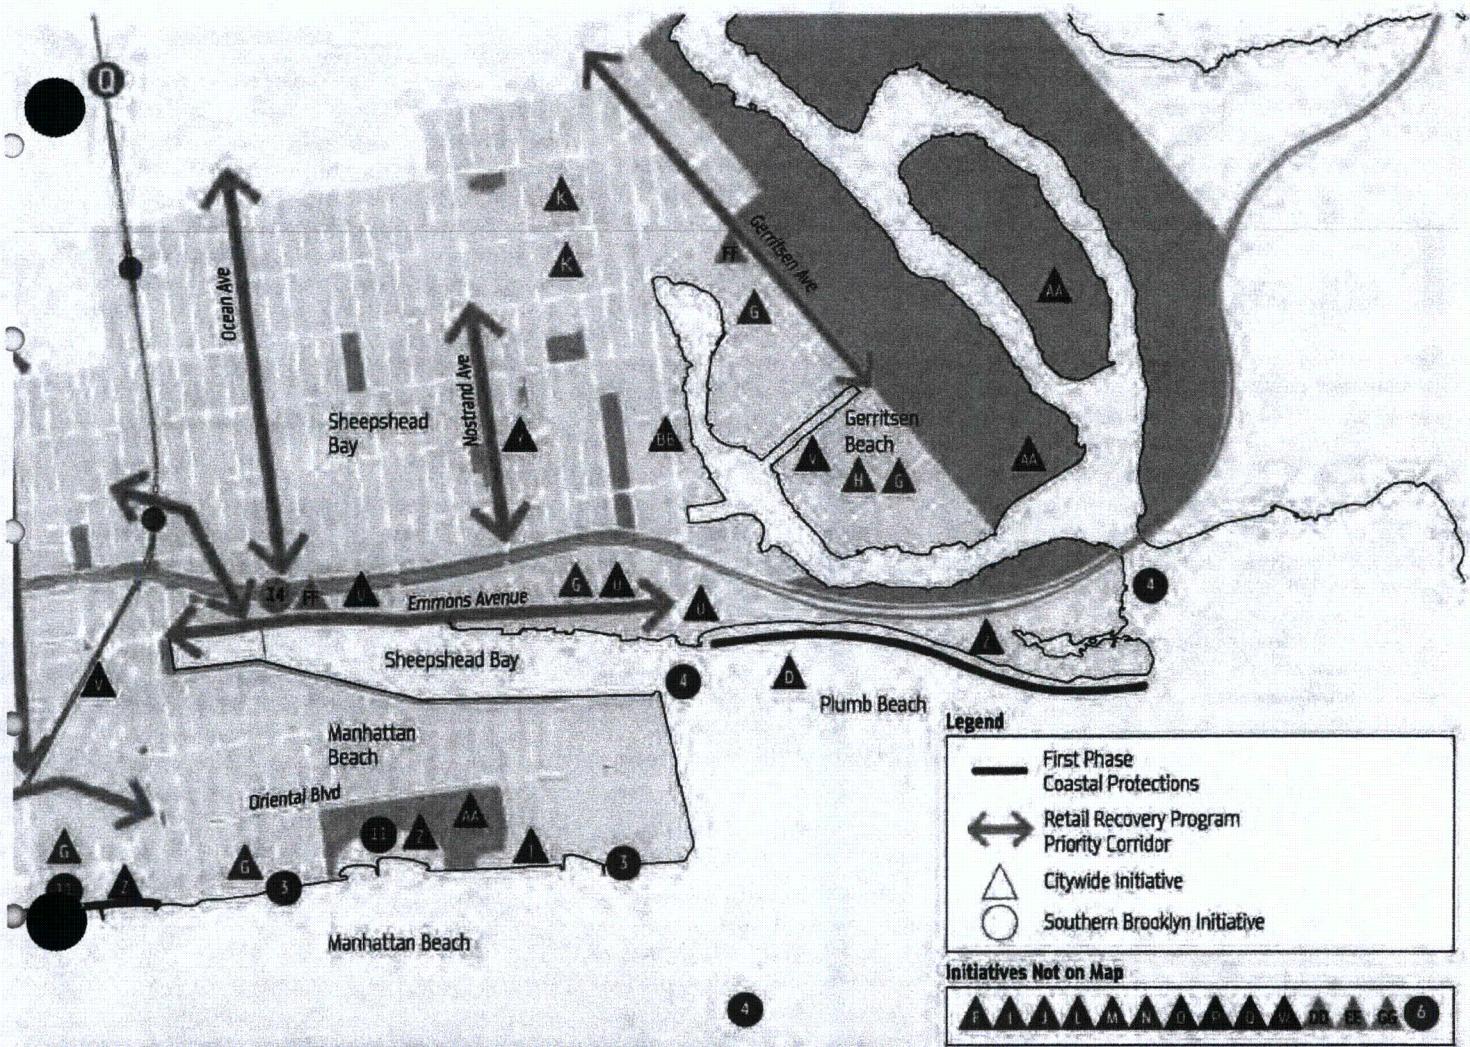 Q
K
K
Ocean Ave
Gerritsen Ave
FF
G
AA
Nostrand Ave
Sheepshead
Bay
BB
Gerritsen
Beach
V
H
G
AA
14
FF
U
Emmons Avenue
G
U
U
4
Z
V
Sheepshead Bay
4
D
Plumb Beach
Manhattan
Beach
Oriental Blvd
AA
11
Z
G
G
3
3
11
Z
Manhattan Beach
4
Legend
First Phase
Coastal Protections
Retail Recovery Program
Priority Corridor
Citywide Initiative
Southern Brooklyn Initiative
Initiatives Not on Map
F I J L M N O P Q W DD EE GG 6